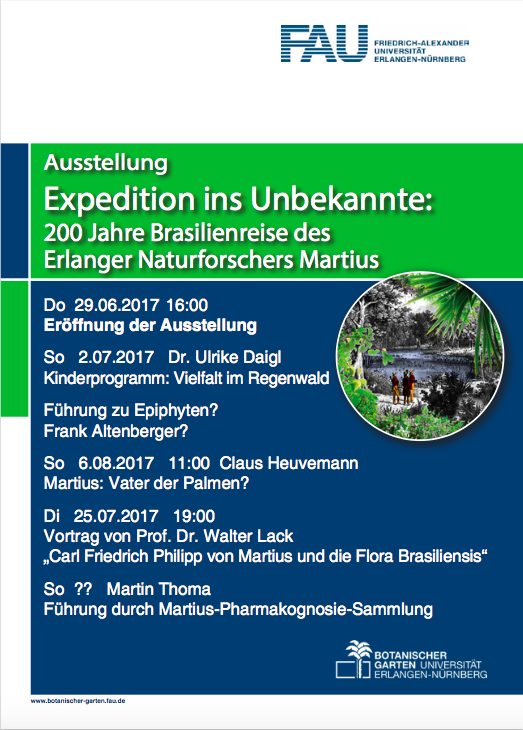 FAU
FRIEDRICH-ALEXANDER
UNIVERSITÄT
ERLANGEN-NÜRNBERG
Ausstellung
Expedition ins Unbekannte:
200 Jahre Brasilienreise des
Erlanger Naturforschers Martius
Do 29.06.2017 16:00
Eröffnung der Ausstellung
So 2.07.2017 Dr. Ulrike Daigl
Kinderprogramm: Vielfalt im Regenwald
Führung zu Epiphyten?
Frank Altenberger?
So 6.08.2017 11:00 Claus Heuvemann
Martius: Vater der Palmen?
Di 25.07.2017 19:00
Vortrag von Prof. Dr. Walter Lack
„Carl Friedrich Philipp von Martius und die Flora Brasiliensis“
So ?? Martin Thoma
Führung durch Martius-Pharmakognosie-Sammlung
BOTANISCHER
GARTEN UNIVERSITÄT
ERLANGEN-NÜRNBERG
www.botanischer-garten.fau.de